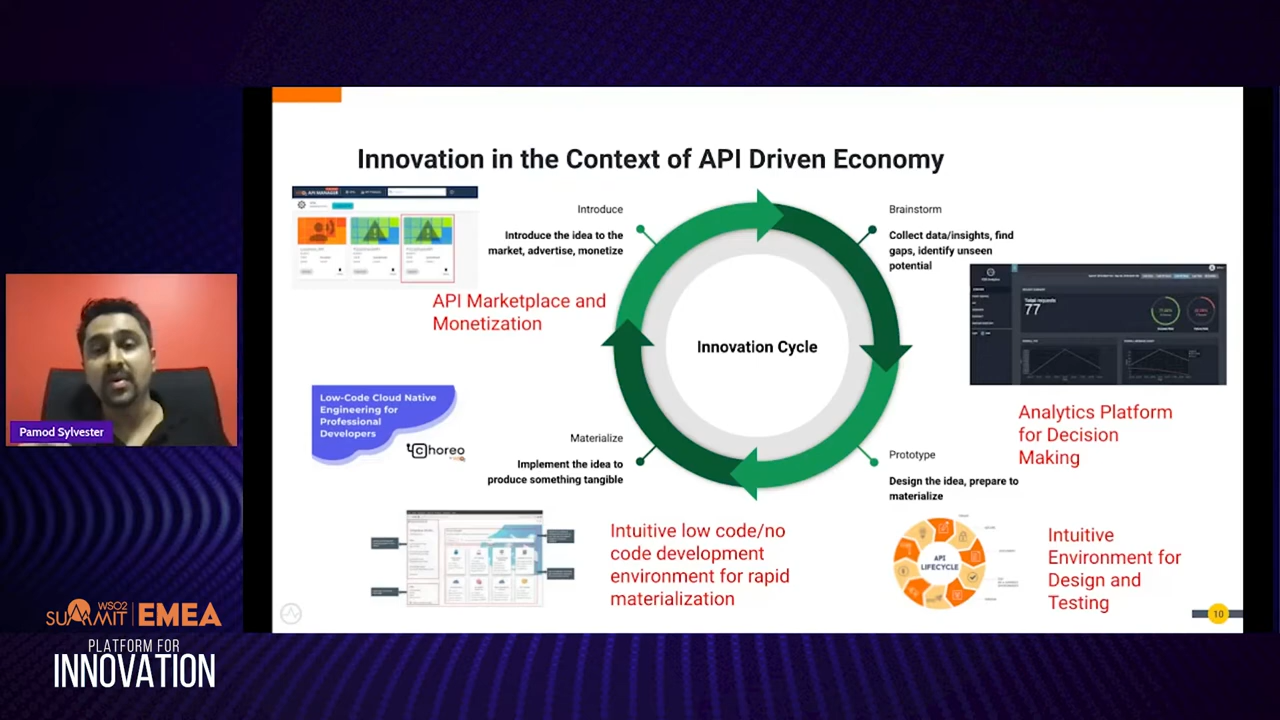 Innovation in the Context of API Driven Economy
API MANAGER
Introduce
Introduce the idea to the
market, advertise, monetize
API Marketplace and
Monetization
Brainstorm
Collect data/insights, find
gaps, identify unseen
potential
Total requests
77
Analytics Platform
for Decision
Making
Innovation Cycle
Low-Code Cloud Native
Engineering for
Professional
Developers
Choreo
Materialize
Implement the idea to
produce something tangible
Intuitive low code/no
code development
environment for rapid
materialization
Prototype
Design the idea, prepare to
materialize
API
LIFECYCLE
Intuitive
Environment for
Design and
Testing
10
Pamod Sylvester
WSO2
SUMMIT EMEA
PLATFORM FOR
INNOVATION